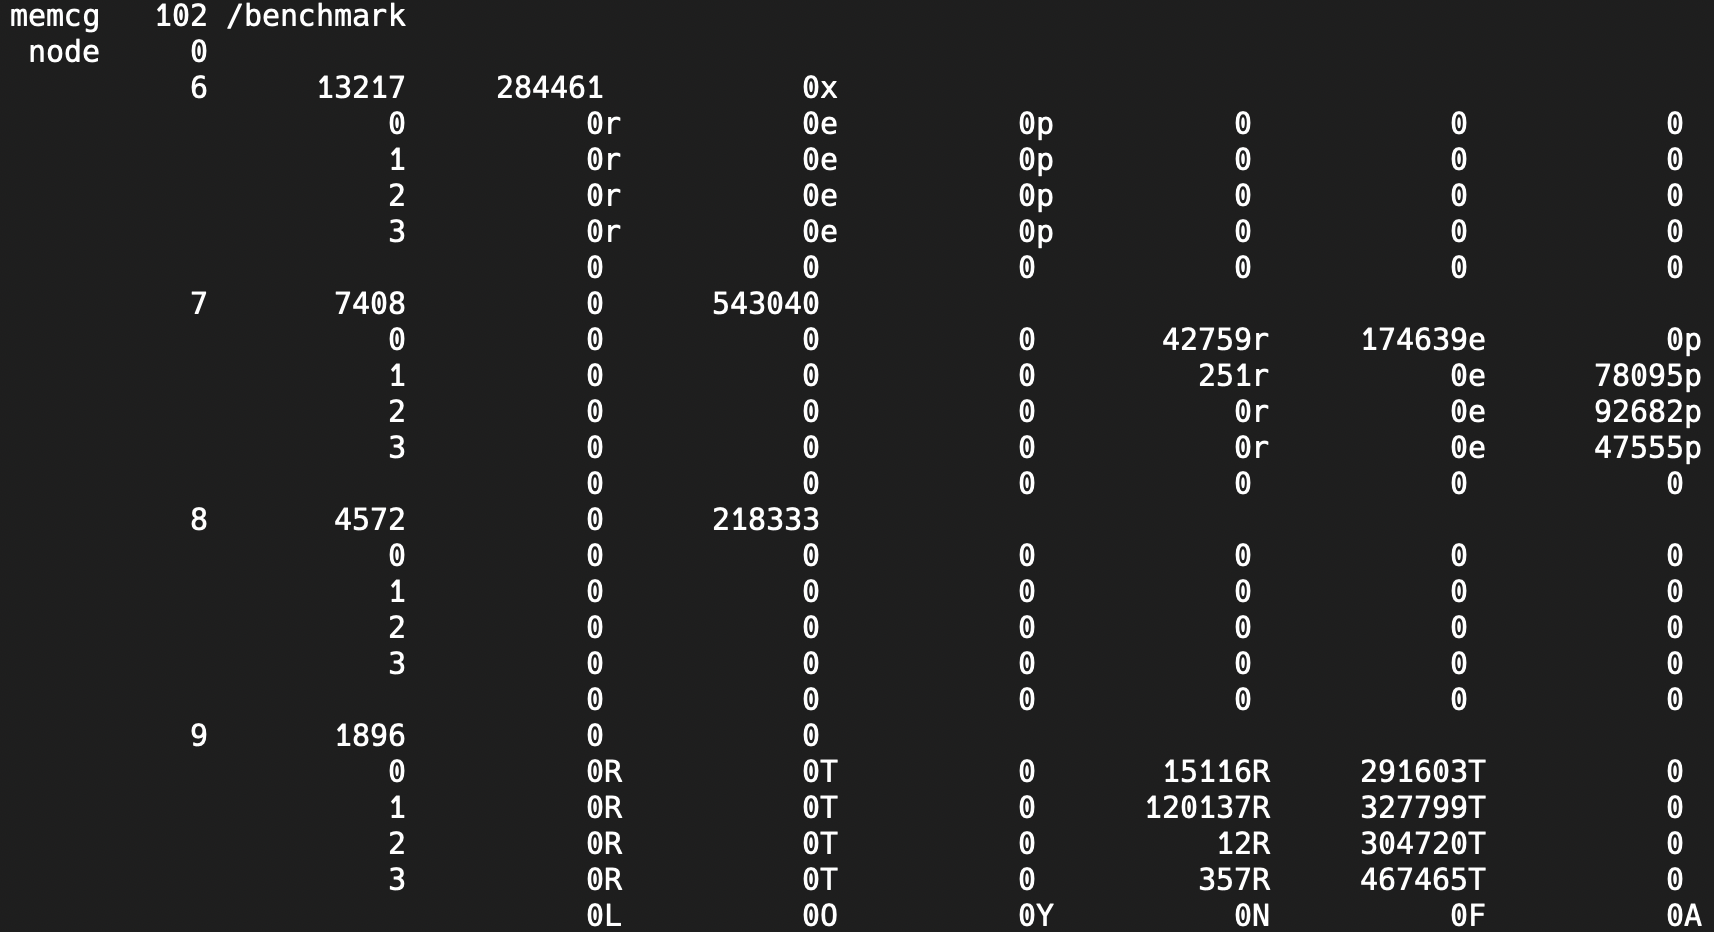 memcg 102 /benchmark
node 0
6 13217 284461 0x
0 0r 0e 0p 0 0 0
1 0r 0e 0p 0 0 0
2 0r 0e 0p 0 0 0
3 0r 0e 0p 0 0 0
0 0 0 0 0 0
7 7408 0 543040
0 0 0 0 42759r 174639e 0p
1 0 0 0 251r 0e 78095p
2 0 0 0 0r 0e 92682p
3 0 0 0 0r 0e 47555p
0 0 0 0 0 0
8 4572 0 218333
0 0 0 0 0 0 0
1 0 0 0 0 0 0
2 0 0 0 0 0 0
3 0 0 0 0 0 0
0 0 0 0 0 0
9 1896 0 0
0 0R 0T 0 15116R 291603T 0
1 0R 0T 0 120137R 327799T 0
2 0R 0T 0 12R 304720T 0
3 0R 0T 0 357R 467465T 0
0L 0O 0Y 0N 0F 0A